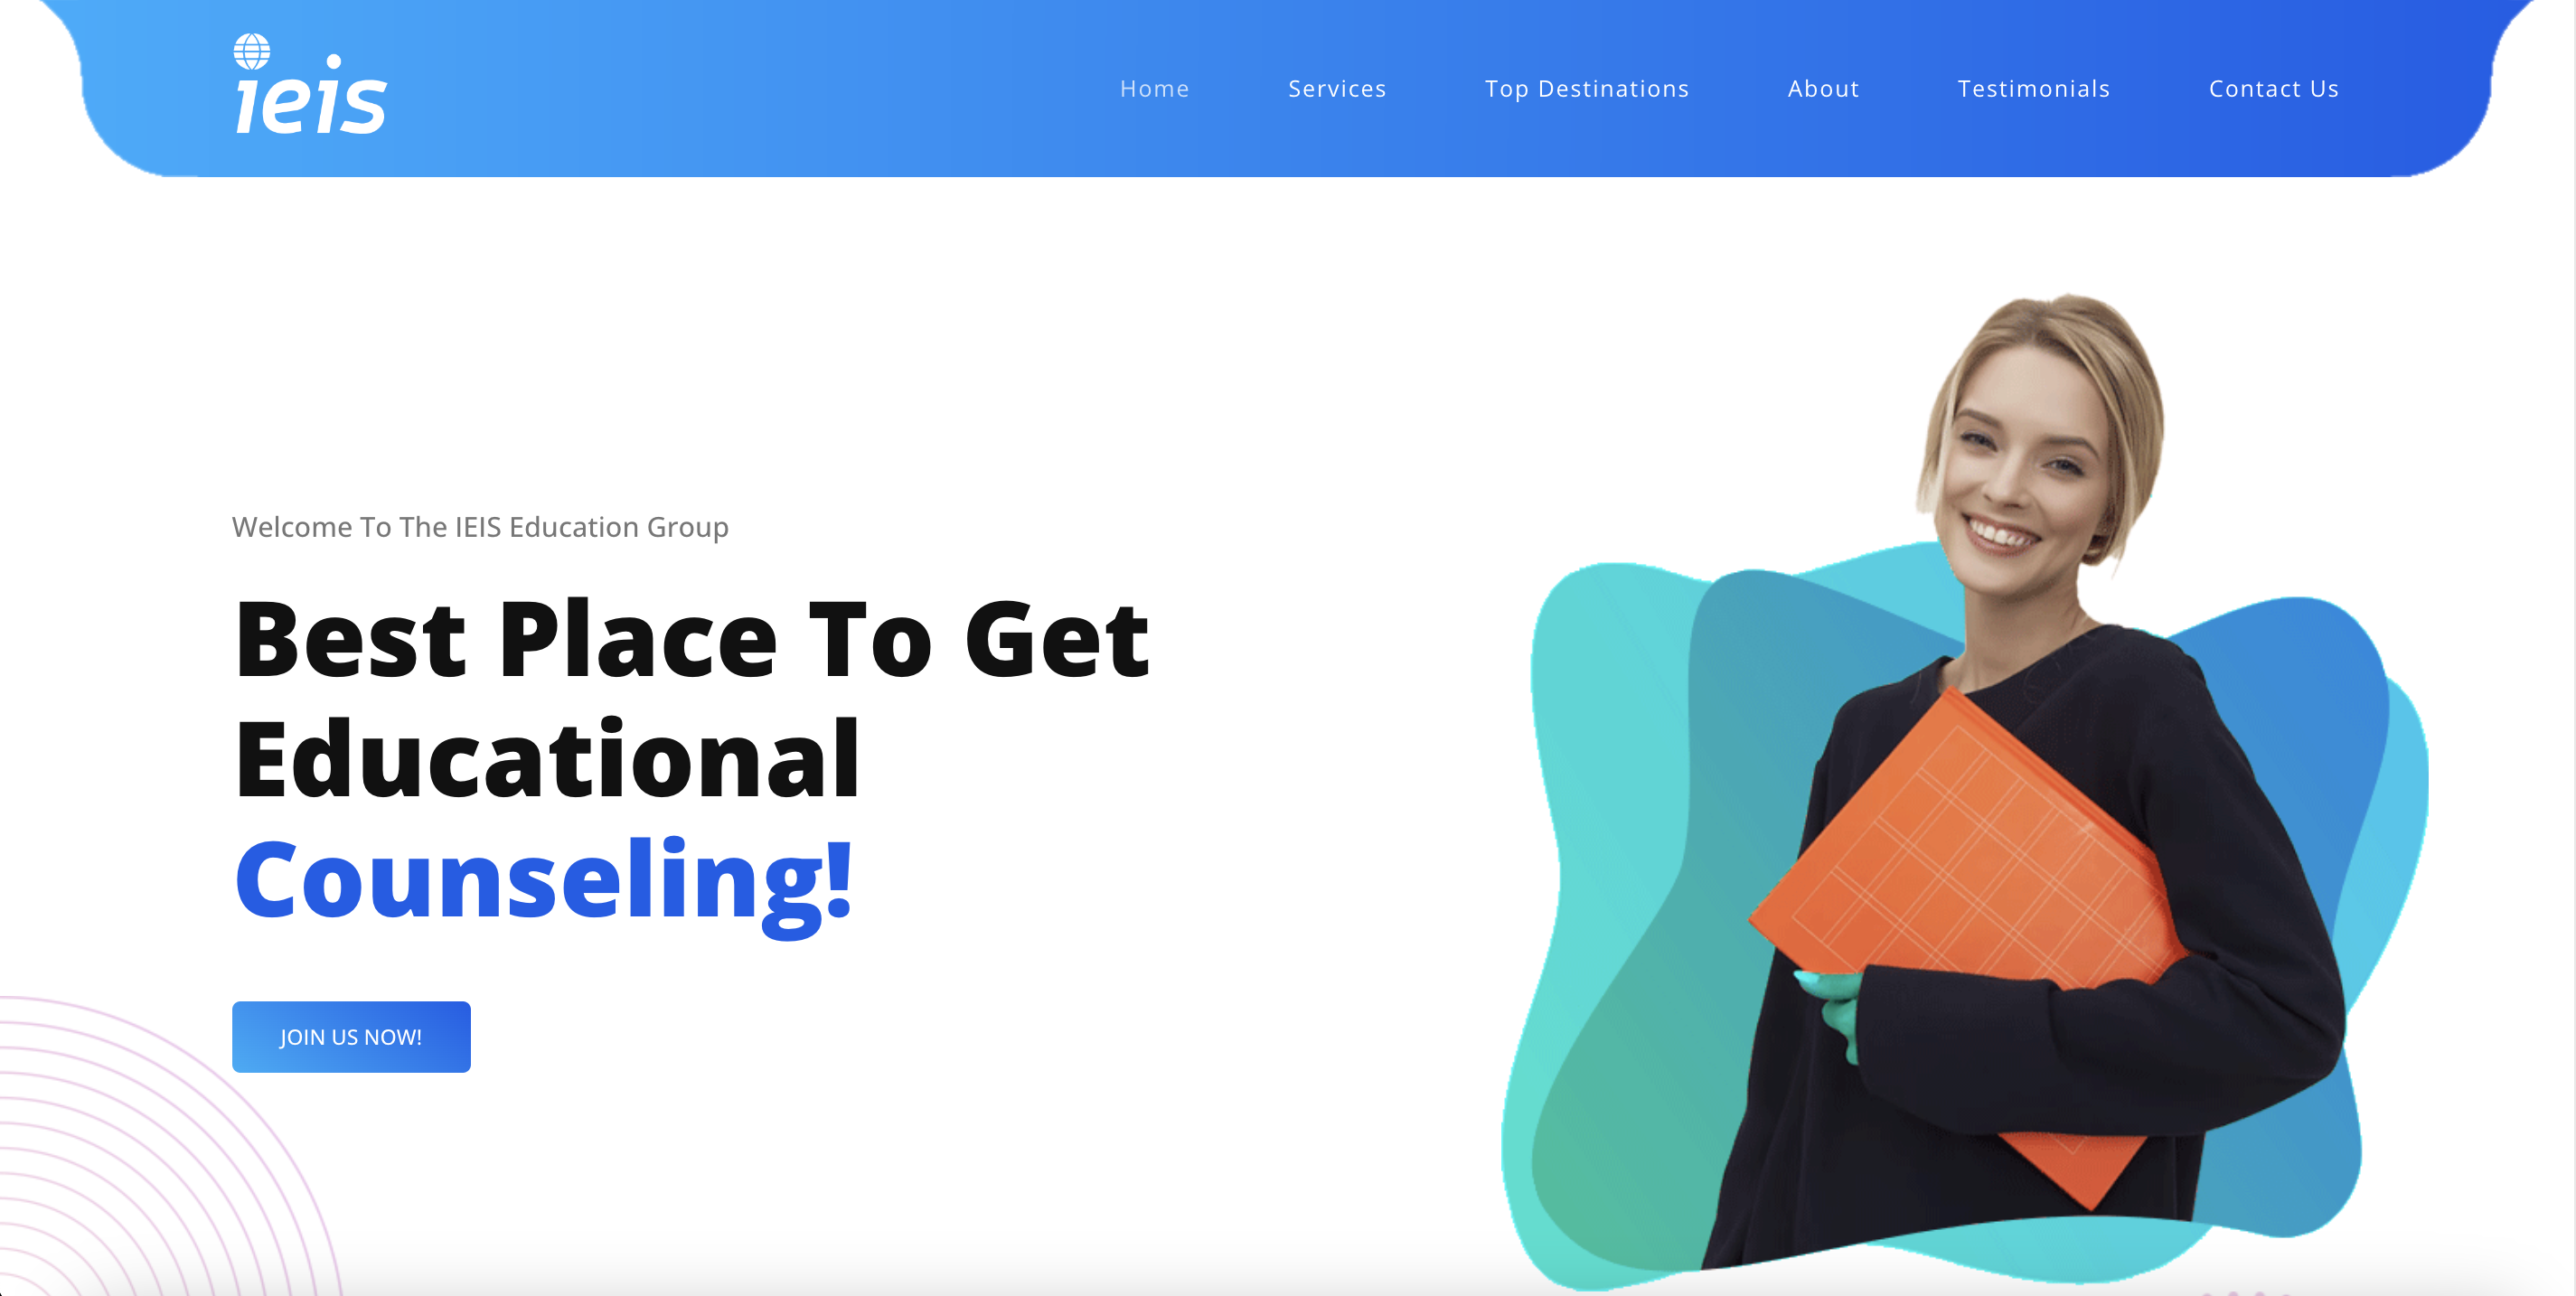 ieis
Home
Services
Top Destinations
About
Testimonials
Contact Us
Welcome To The IEIS Education Group
Best Place To Get
Educational
Counseling!
JOIN US NOW!